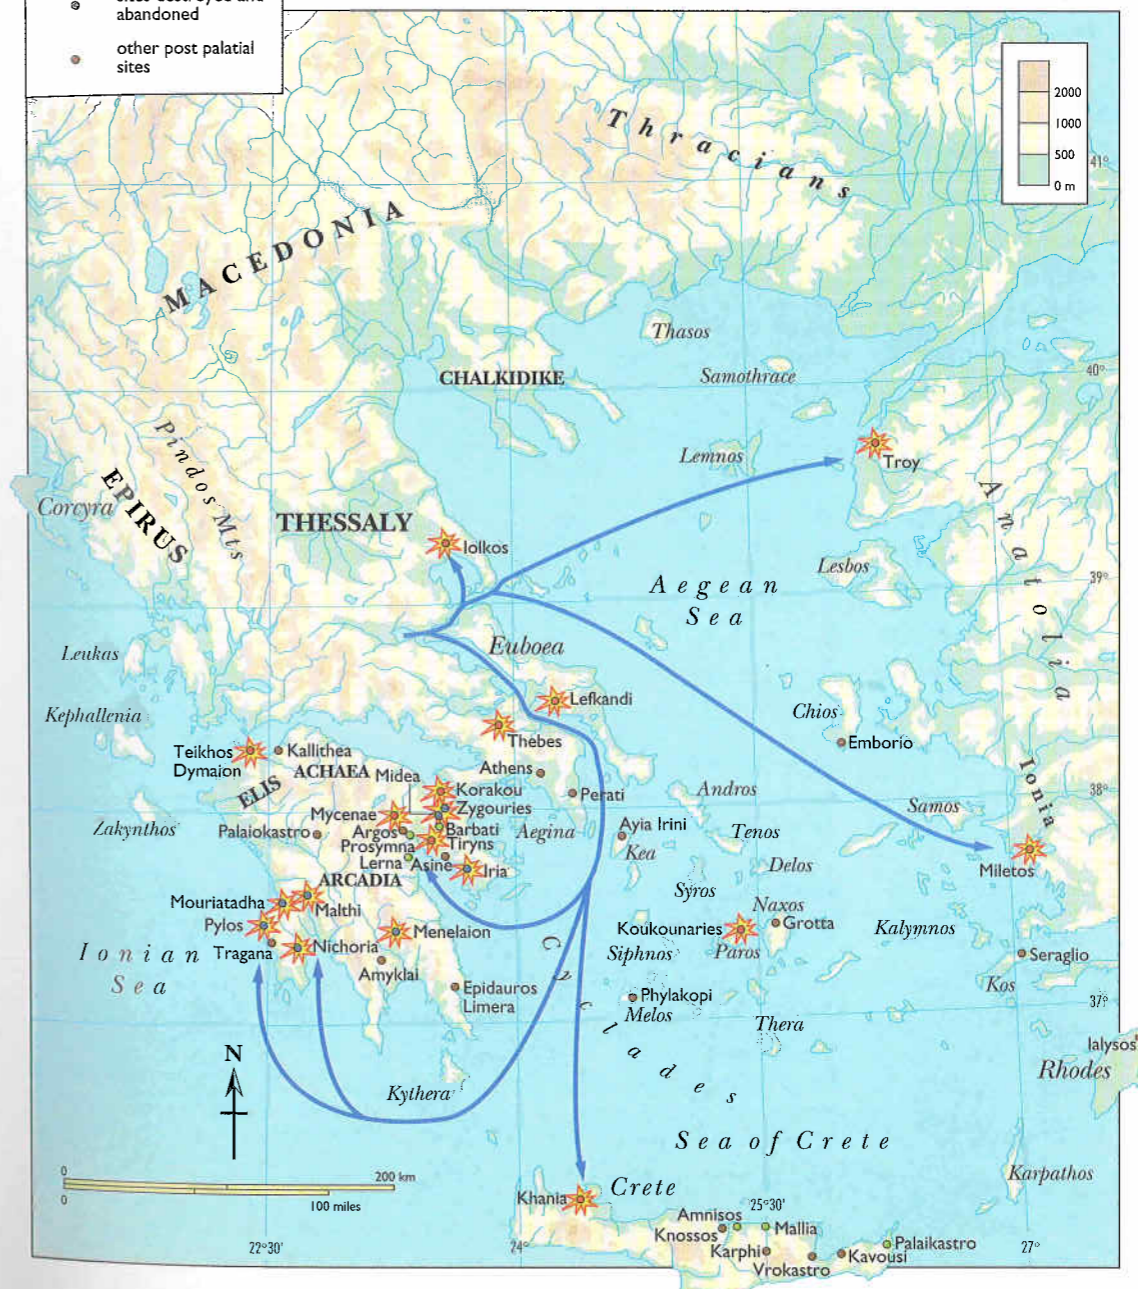 abandoned
other post palatial
sites
2000
1000
500
0 m
41°
Thracians
MACEDONIA
Thasos
CHALKIDIKE
Samothrace
40°
Pindos Mts
EPIRUS
Corcyra
Lemnos
Troy
THESSALY
Iolkos
Anatolia
Aegean
Sea
Lesbos
39°
Leukas
Euboea
Kephallenia
Lefkandi
Chios
Emborio
Thebes
Teikhos
Dymaion
Kallithea
ACHAEA
Midea
Athens
ELIS
Korakou
Perati
Andros
Ionia
38°
Zakynthos
Mycenae
Zygouries
Samos
Palaiokastro
Argos
Barbati
Aegina
Ayia Irini
Tenos
Prosymna
Tiryns
Kea
Lerna
Asine
Iria
Delos
Miletos
ARCADIA
Syros
Mouriatadha
Malthi
Naxos
Pylos
Menelaion
Koukounaries
Grotta
Kalymnos
Ionian
Sea
Tragana
Nichoria
Siphnos
Paros
Seraglio
Amyklai
Kos
Epidauros
Limera
Cyclades
Phylakopi
Melos
37°
Thera
Ialysos
Rhodes
N
Kythera
Sea of Crete
0
200 km
0
100 miles
Karpathos
Khania
Crete
25°30'
Amnisos
Mallia
Knossos
Palaikastro
Karphi
Kavousi
Vrokastro
22°30'
24°
27°